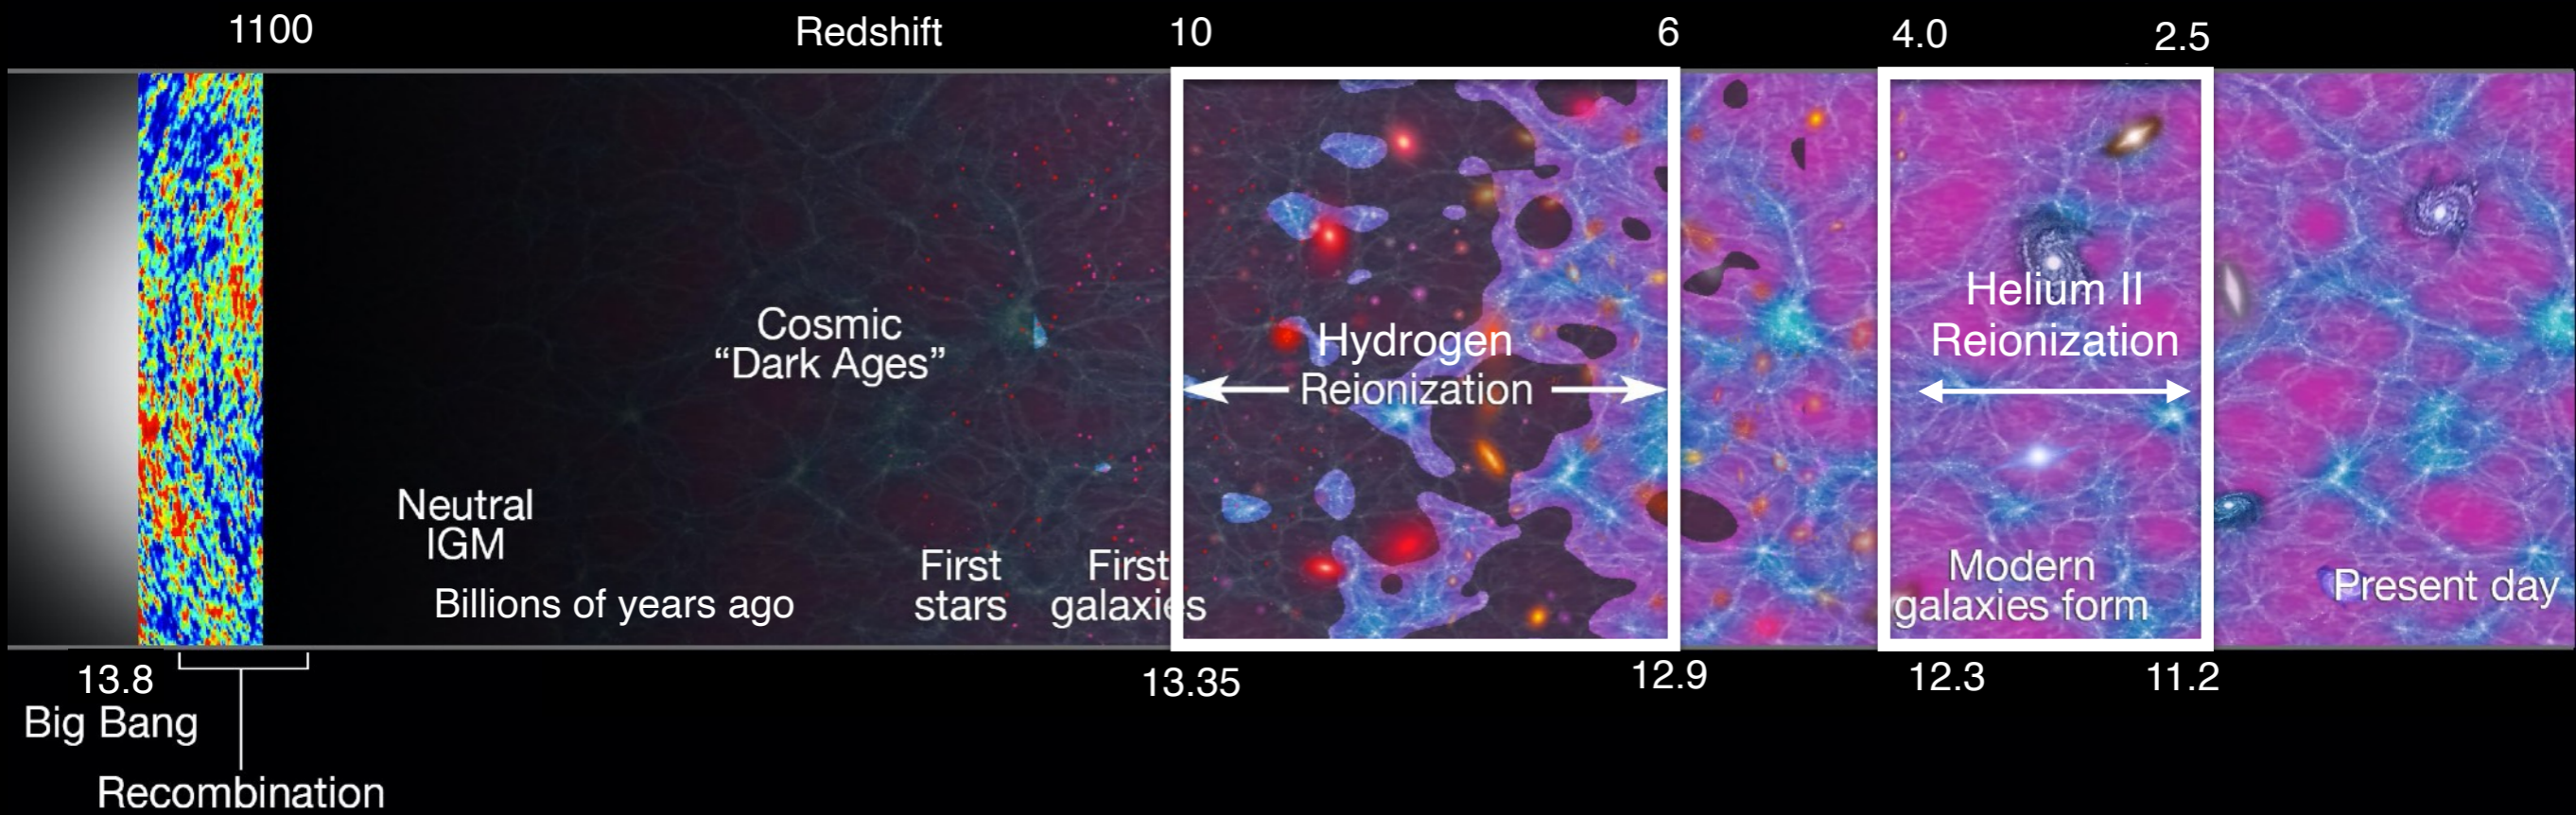 1100
Redshift
10
6
4.0
2.5
Cosmic
“Dark Ages”
Neutral
IGM
Billions of years ago
First
stars
First
galaxies
Hydrogen
Reionization
Helium II
Reionization
Modern
galaxies form
Present day
13.8
Big Bang
Recombination
13.35
12.9
12.3
11.2